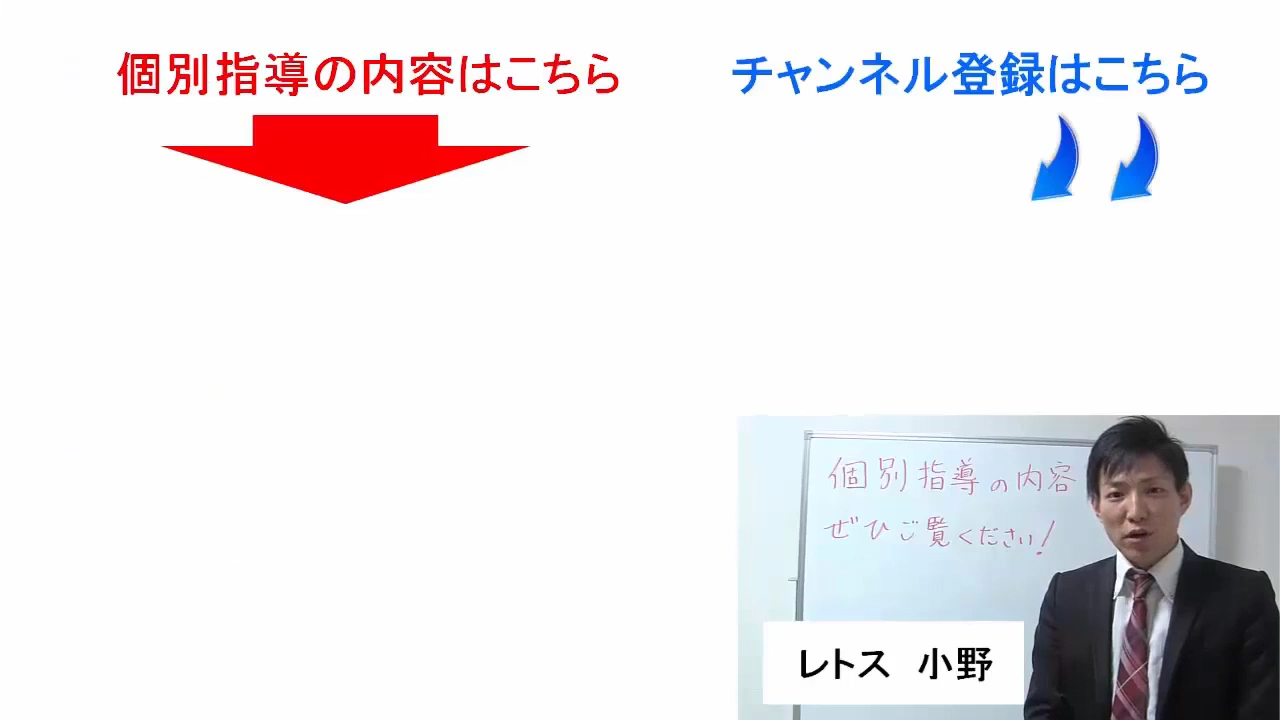 個別指導の内容はこちら
チャンネル登録はこちら
個別指導の内容
ぜひご覧ください!
レトス 小野